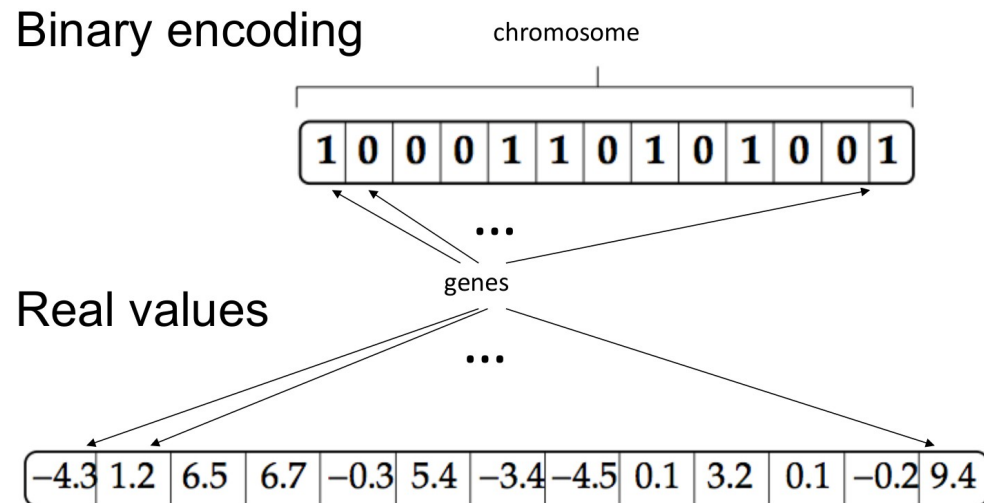 Binary encoding
chromosome
1 0 0 0 1 1 0 1 0 1 0 0 1
...
genes
Real values
...
−4.3 1.2 6.5 6.7 −0.3 5.4 −3.4 −4.5 0.1 3.2 0.1 −0.2 9.4